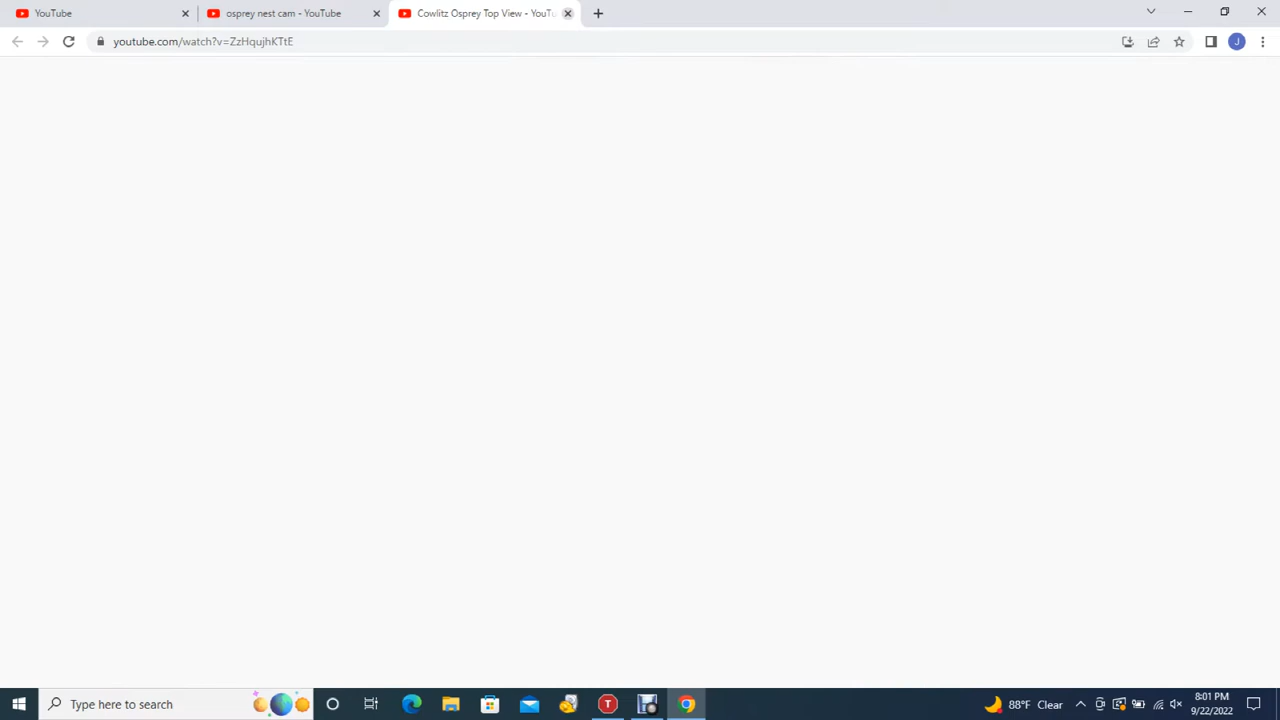 YouTube
osprey nest cam - YouTube
Cowlitz Osprey Top View - YouTu
youtube.com/watch?v=ZzHqujhKTtE
J
Type here to search
T
88°F Clear
8:01 PM
9/22/2022